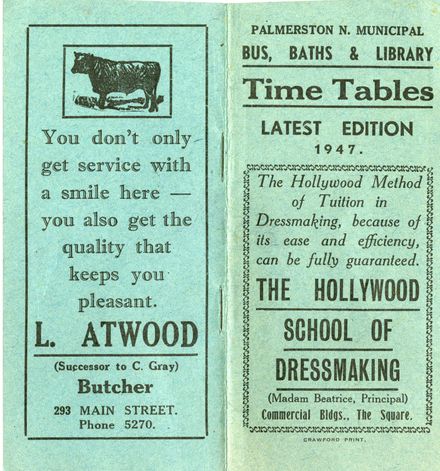 You don't only
get service with
a smile here —
you also get the
quality that
keeps you
pleasant.
L. ATWOOD
(Successor to C. Gray)
Butcher
293 MAIN STREET.
Phone 5270.
PALMERSTON N. MUNICIPAL
BUS, BATHS & LIBRARY
Time Tables
LATEST EDITION
1947.
The Hollywood Method
of Tuition in
Dressmaking, because of
its ease and efficiency,
can be fully guaranteed.
THE HOLLYWOOD
SCHOOL OF
DRESSMAKING
(Madam Beatrice, Principal)
Commercial Bldgs., The Square.
CRAWFORD PRINT.